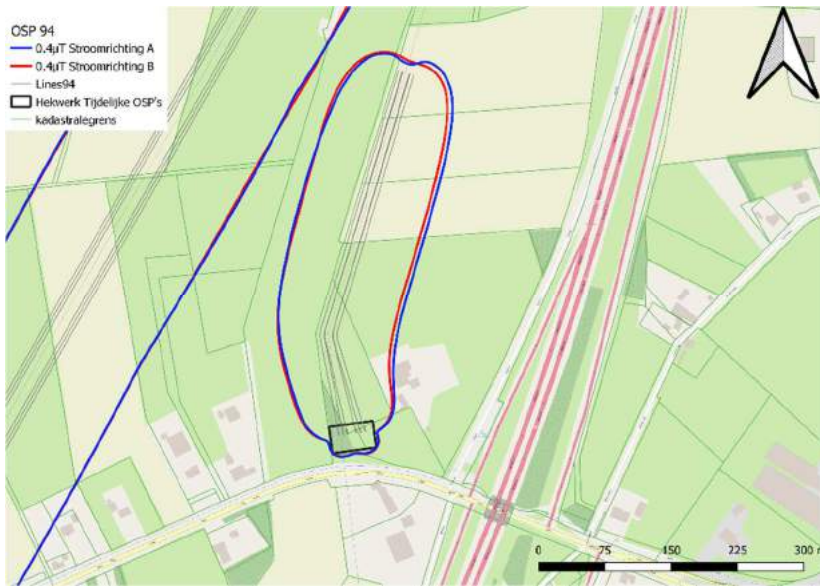 OSP 94
0.4µT Stroomrichting A
0.4µT Stroomrichting B
Lines94
Hekwerk Tijdelijke OSP's
kadastralegrens
0 75 150 225 300 m